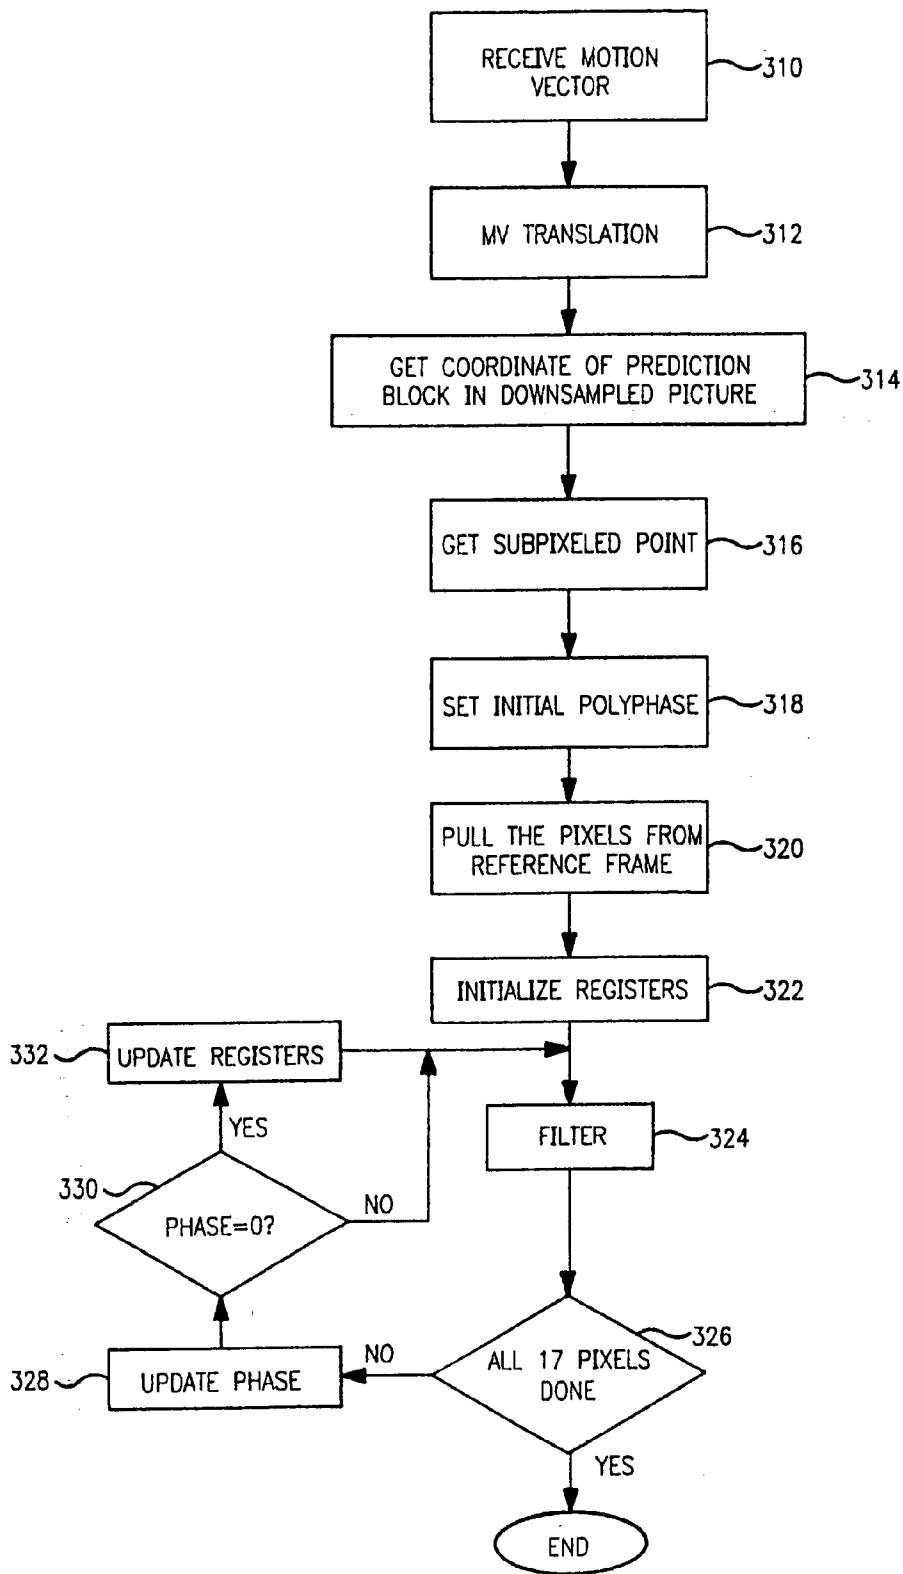 RECEIVE MOTION
VECTOR
310
MV TRANSLATION
312
GET COORDINATE OF PREDICTION
BLOCK IN DOWNSAMPLED PICTURE
314
GET SUBPIXELED POINT
316
SET INITIAL POLYPHASE
318
PULL THE PIXELS FROM
REFERENCE FRAME
320
INITIALIZE REGISTERS
322
332
UPDATE REGISTERS
FILTER
324
YES
330
PHASE=0?
NO
326
ALL 17 PIXELS
DONE
NO
328
UPDATE PHASE
YES
END